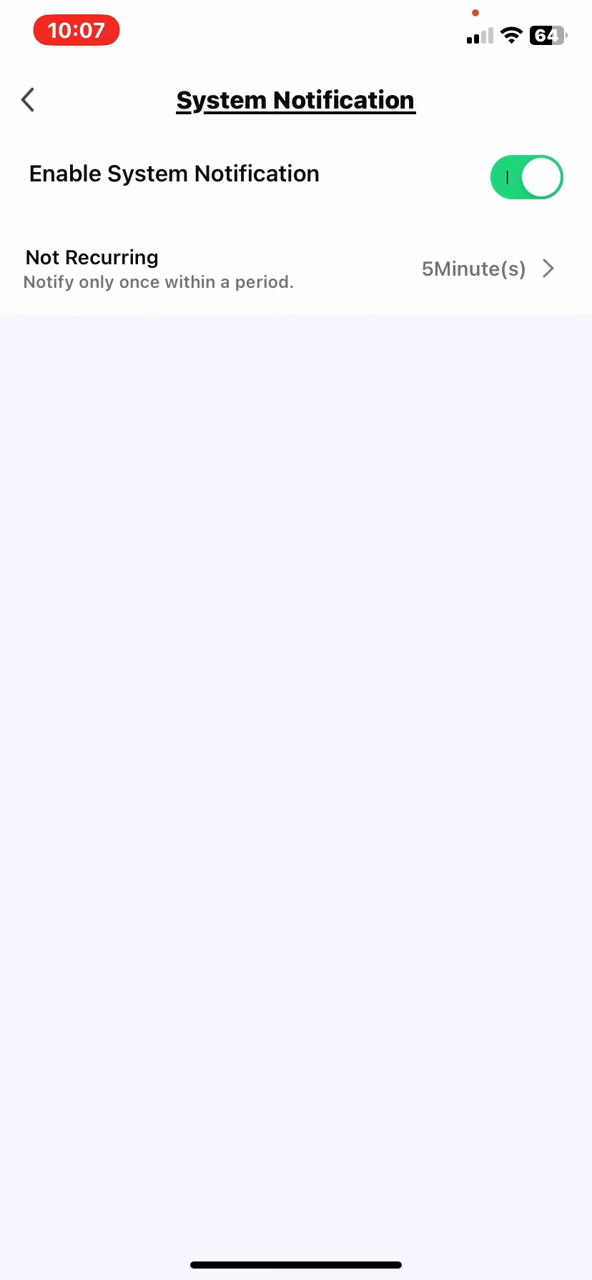 10:07
64
System Notification
Enable System Notification
Not Recurring
Notify only once within a period.
5Minute(s)